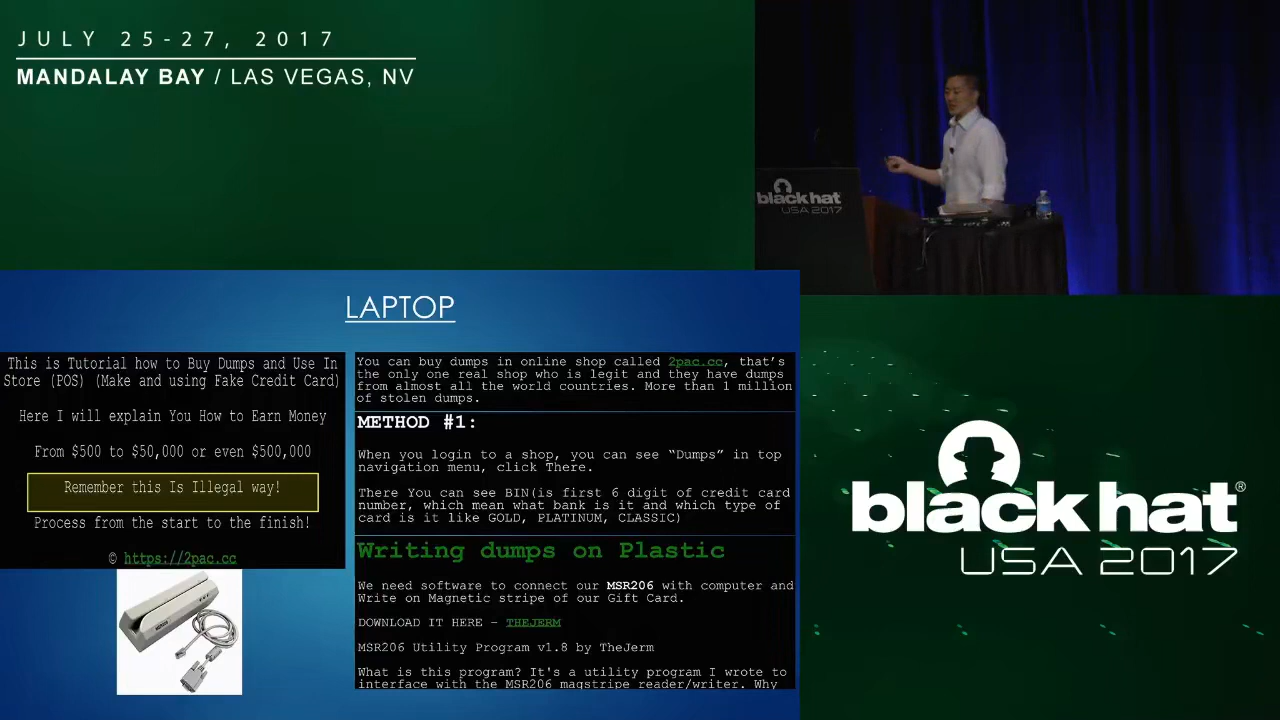 JULY 25-27, 2017
MANDALAY BAY / LAS VEGAS, NV
black hat
USA 2017
LAPTOP
This is Tutorial how to Buy Dumps and Use In
Store (POS) (Make and using Fake Credit Card)
Here I will explain You How to Earn Money
From $500 to $50,000 or even $500,000
Remember this Is Illegal way!
Process from the start to the finish!
© https://2pac.cc
You can buy dumps in online shop called 2pac.cc, that's
the only one real shop who is legit and they have dumps
from almost all the world countries. More than 1 million
of stolen dumps.
METHOD #1:
When you login to a shop, you can see “Dumps” in top
navigation menu, click There.
There You can see BIN(is first 6 digit of credit card
number, which mean what bank is it and which type of
card is it like GOLD, PLATINUM, CLASSIC)
Writing dumps on Plastic
We need software to connect our MSR206 with computer and
Write on Magnetic stripe of our Gift Card.
DOWNLOAD IT HERE – THEJERM
MSR206 Utility Program v1.8 by TheJerm
What is this program? It's a utility program I wrote to
interface with the MSR206 magstripe reader/writer. Why
black hat®
USA 2017